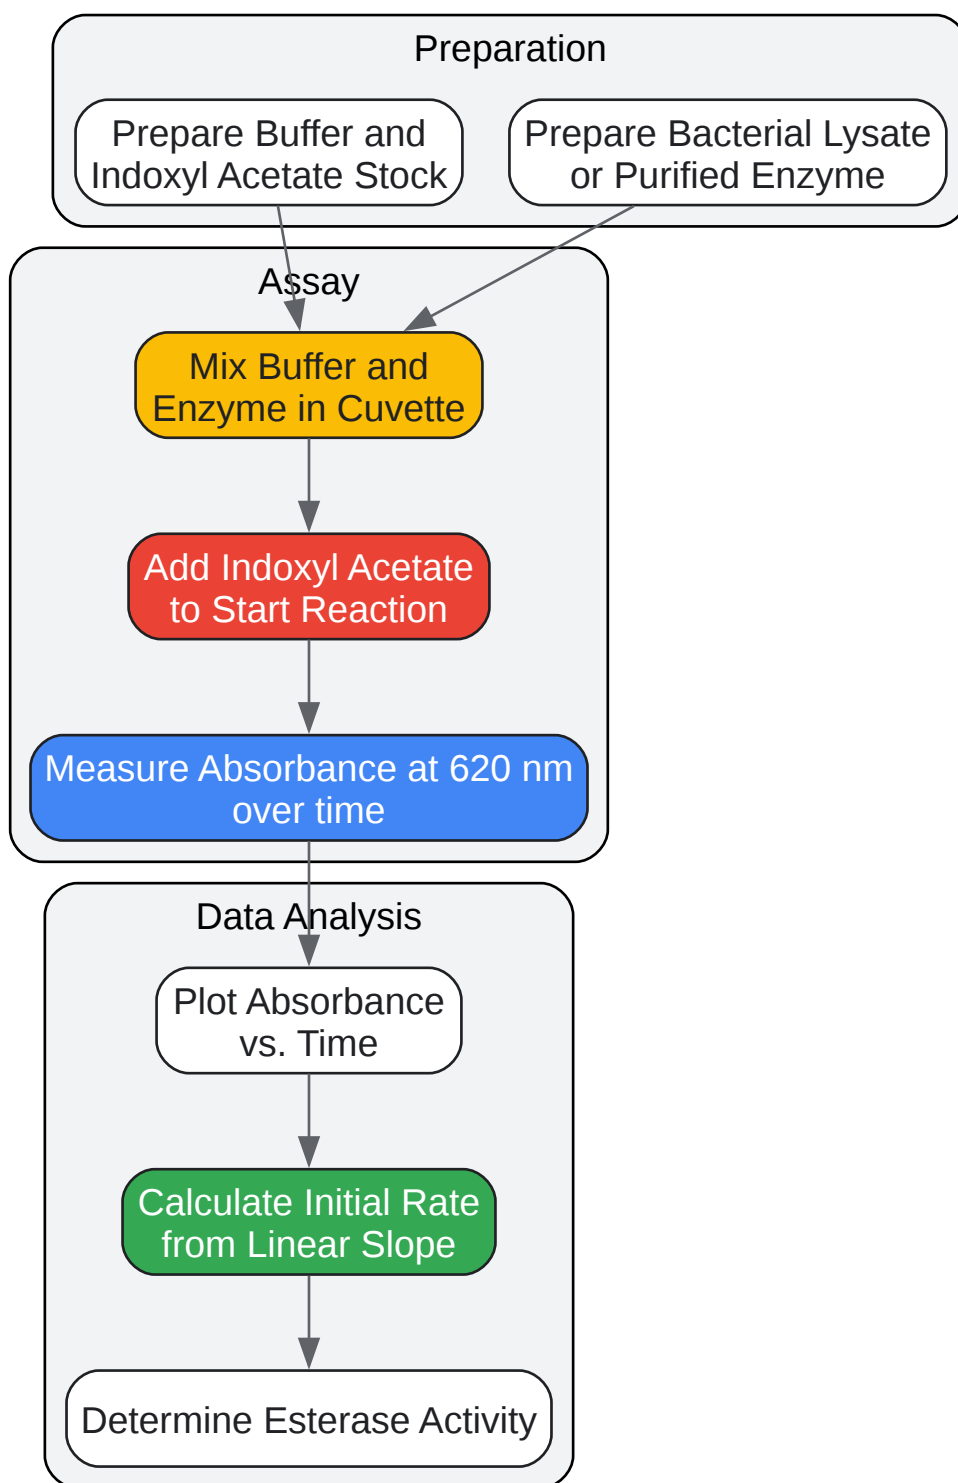 Preparation
Prepare Buffer and
Indoxyl Acetate Stock
Prepare Bacterial Lysate
or Purified Enzyme
Assay
Mix Buffer and
Enzyme in Cuvette
Add Indoxyl Acetate
to Start Reaction
Measure Absorbance at 620 nm
over time
Data Analysis
Plot Absorbance
vs. Time
Calculate Initial Rate
from Linear Slope
Determine Esterase Activity